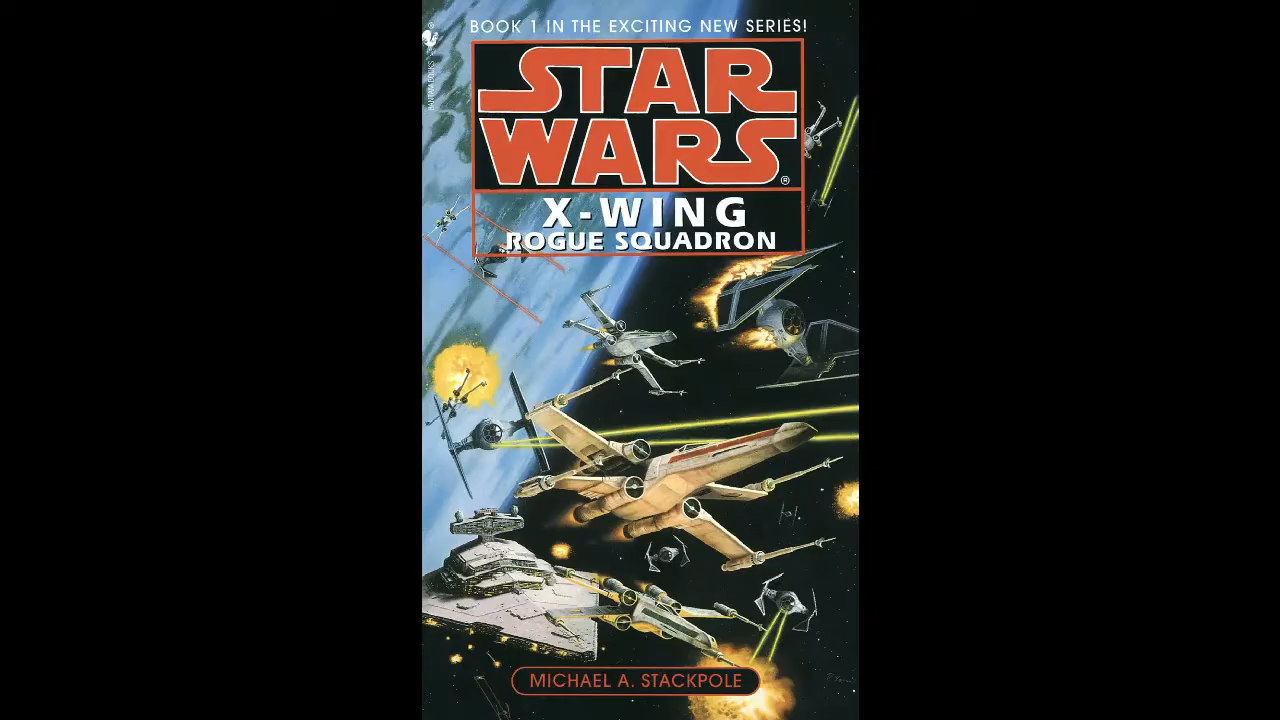 BOOK 1 IN THE EXCITING NEW SERIES!
STAR
WARS®
X-WING
ROGUE SQUADRON
MICHAEL A. STACKPOLE